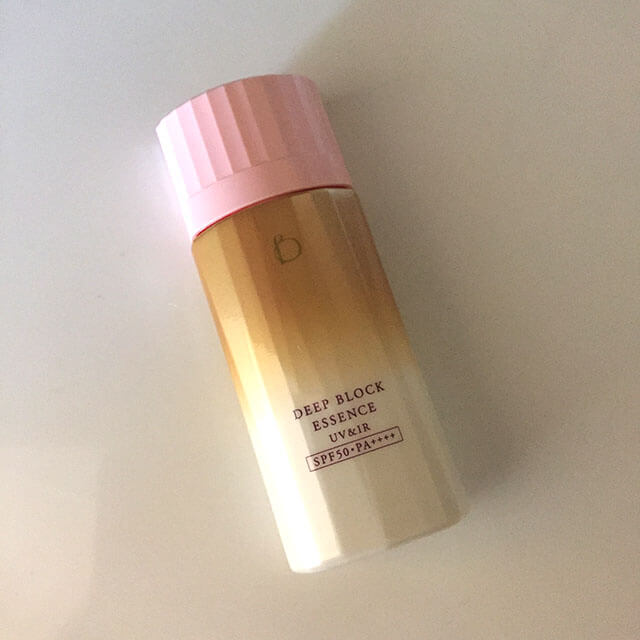 DEEP BLOCK
ESSENCE
UV&IR
SPF50・PA++++